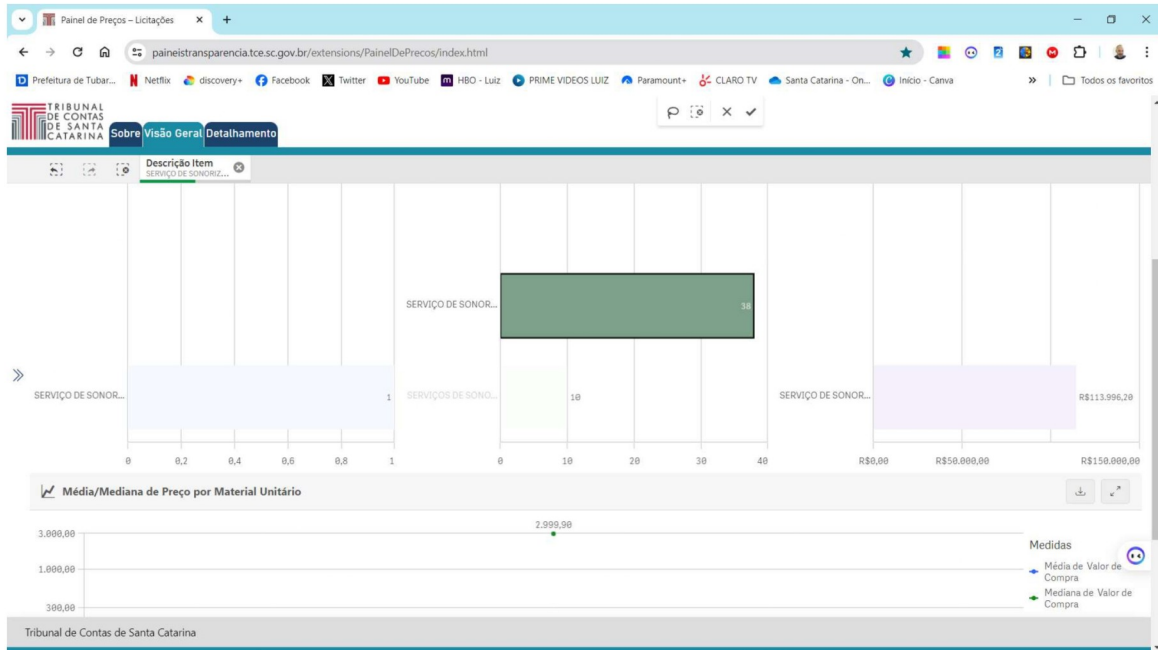 Painel de Preços – Licitações
paineistransparencia.tce.sc.gov.br/extensions/PainelDePrecos/index.html
Prefeitura de Tubar... Netflix discovery+ Facebook Twitter YouTube HBO - Luiz PRIME VIDEOS LUIZ Paramount+ CLARO TV Santa Catarina - On... Início - Canva » Todos os favoritos
TRIBUNAL
DE CONTAS
DE SANTA
CATARINA
Sobre Visão Geral Detalhamento
Descrição Item
SERVIÇO DE SONORIZ...
SERVIÇO DE SONOR... 38
SERVIÇO DE SONOR... 1 SERVIÇOS DE SONO... 10 SERVIÇO DE SONOR... R$113.996,20
0 0,2 0,4 0,6 0,8 1 0 10 20 30 40 R$0,00 R$50.000,00 R$150.000,00
Média/Mediana de Preço por Material Unitário
2.999,90
3.000,00
1.000,00
300,00
Medidas
Média de Valor de
Compra
Mediana de Valor de
Compra
Tribunal de Contas de Santa Catarina